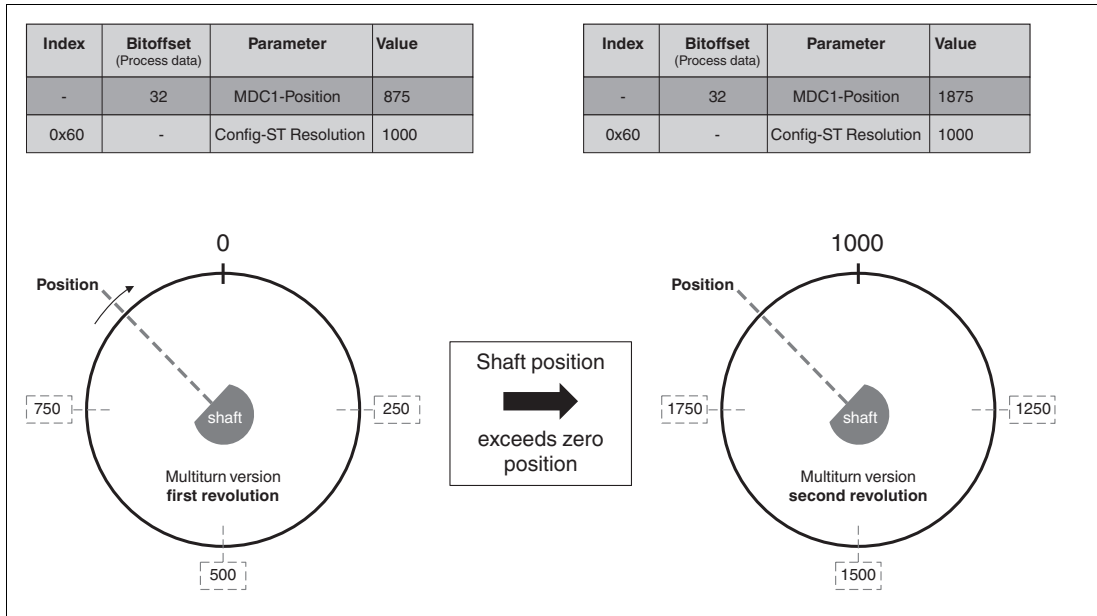 Index Bitoffset (Process data) Parameter Value
- 32 MDC1-Position 875
0x60 - Config-ST Resolution 1000
Index Bitoffset (Process data) Parameter Value
- 32 MDC1-Position 1875
0x60 - Config-ST Resolution 1000
0
Position
750
250
shaft
Multiturn version
first revolution
500
Shaft position
exceeds zero
position
1000
Position
1750
1250
shaft
Multiturn version
second revolution
1500